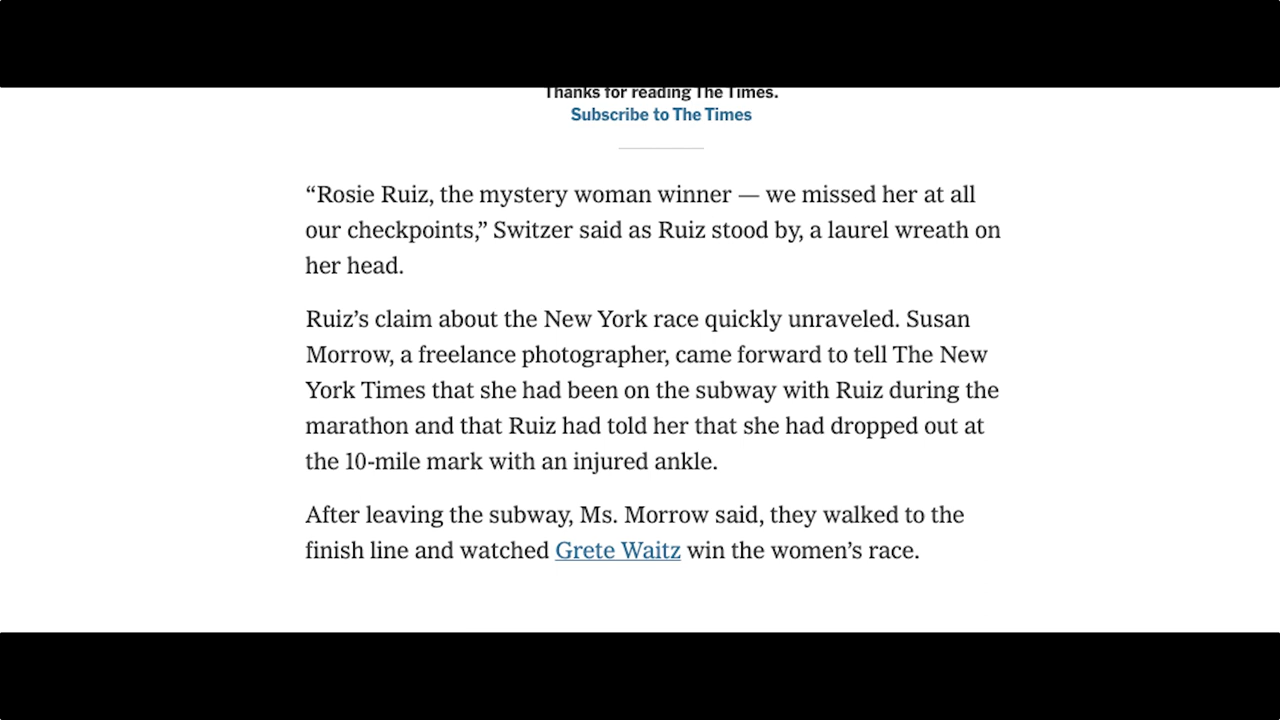 Thanks for reading The Times.
Subscribe to The Times
“Rosie Ruiz, the mystery woman winner — we missed her at all
our checkpoints,” Switzer said as Ruiz stood by, a laurel wreath on
her head.
Ruiz’s claim about the New York race quickly unraveled. Susan
Morrow, a freelance photographer, came forward to tell The New
York Times that she had been on the subway with Ruiz during the
marathon and that Ruiz had told her that she had dropped out at
the 10-mile mark with an injured ankle.
After leaving the subway, Ms. Morrow said, they walked to the
finish line and watched Grete Waitz win the women’s race.